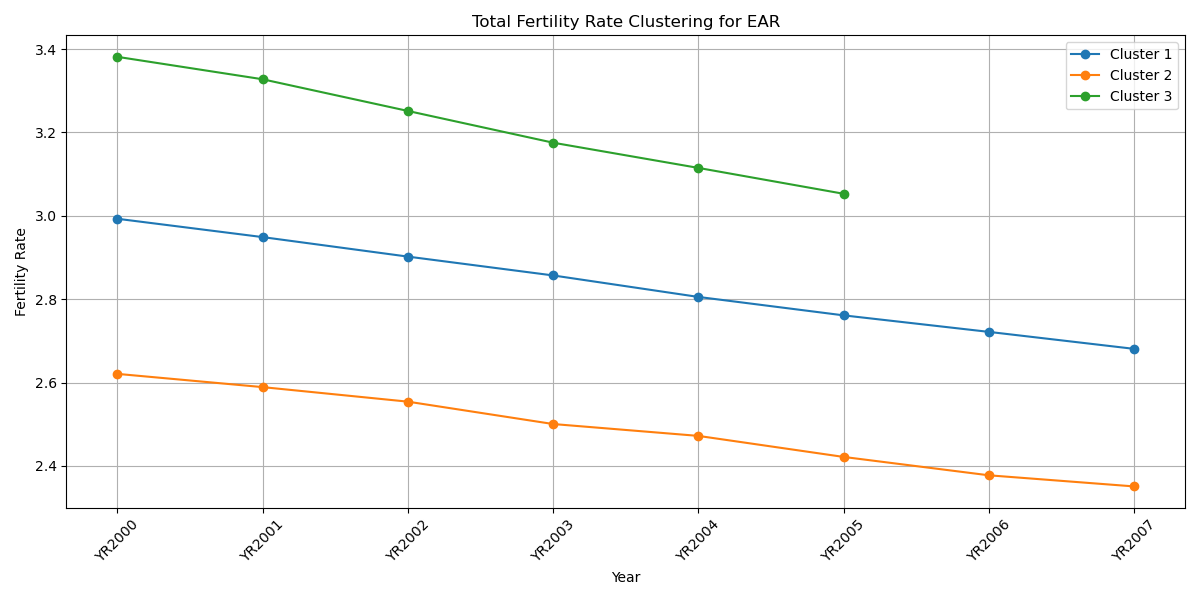 Total Fertility Rate Clustering for EAR
Cluster 1
Cluster 2
Cluster 3
Fertility Rate
3.4
3.2
3.0
2.8
2.6
2.4
YR2000
YR2001
YR2002
YR2003
YR2004
YR2005
YR2006
YR2007
Year